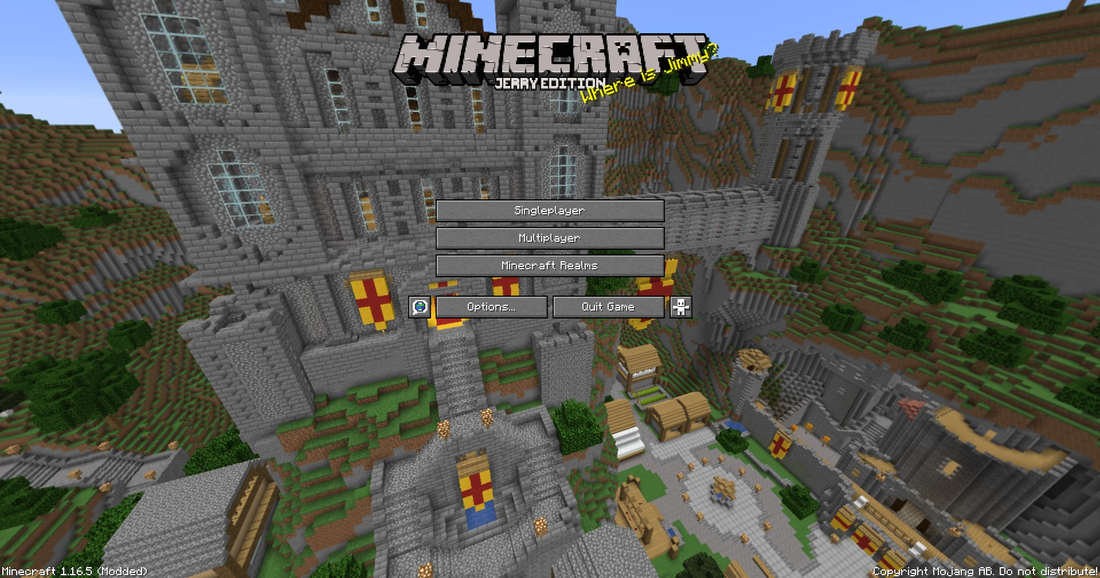 MINECRAFT
JERRY EDITION
Where Is Jimmy?
Singleplayer
Multiplayer
Minecraft Realms
Options...
Quit Game
Minecraft 1.16.5 (Modded)
Copyright Mojang AB. Do not distribute!